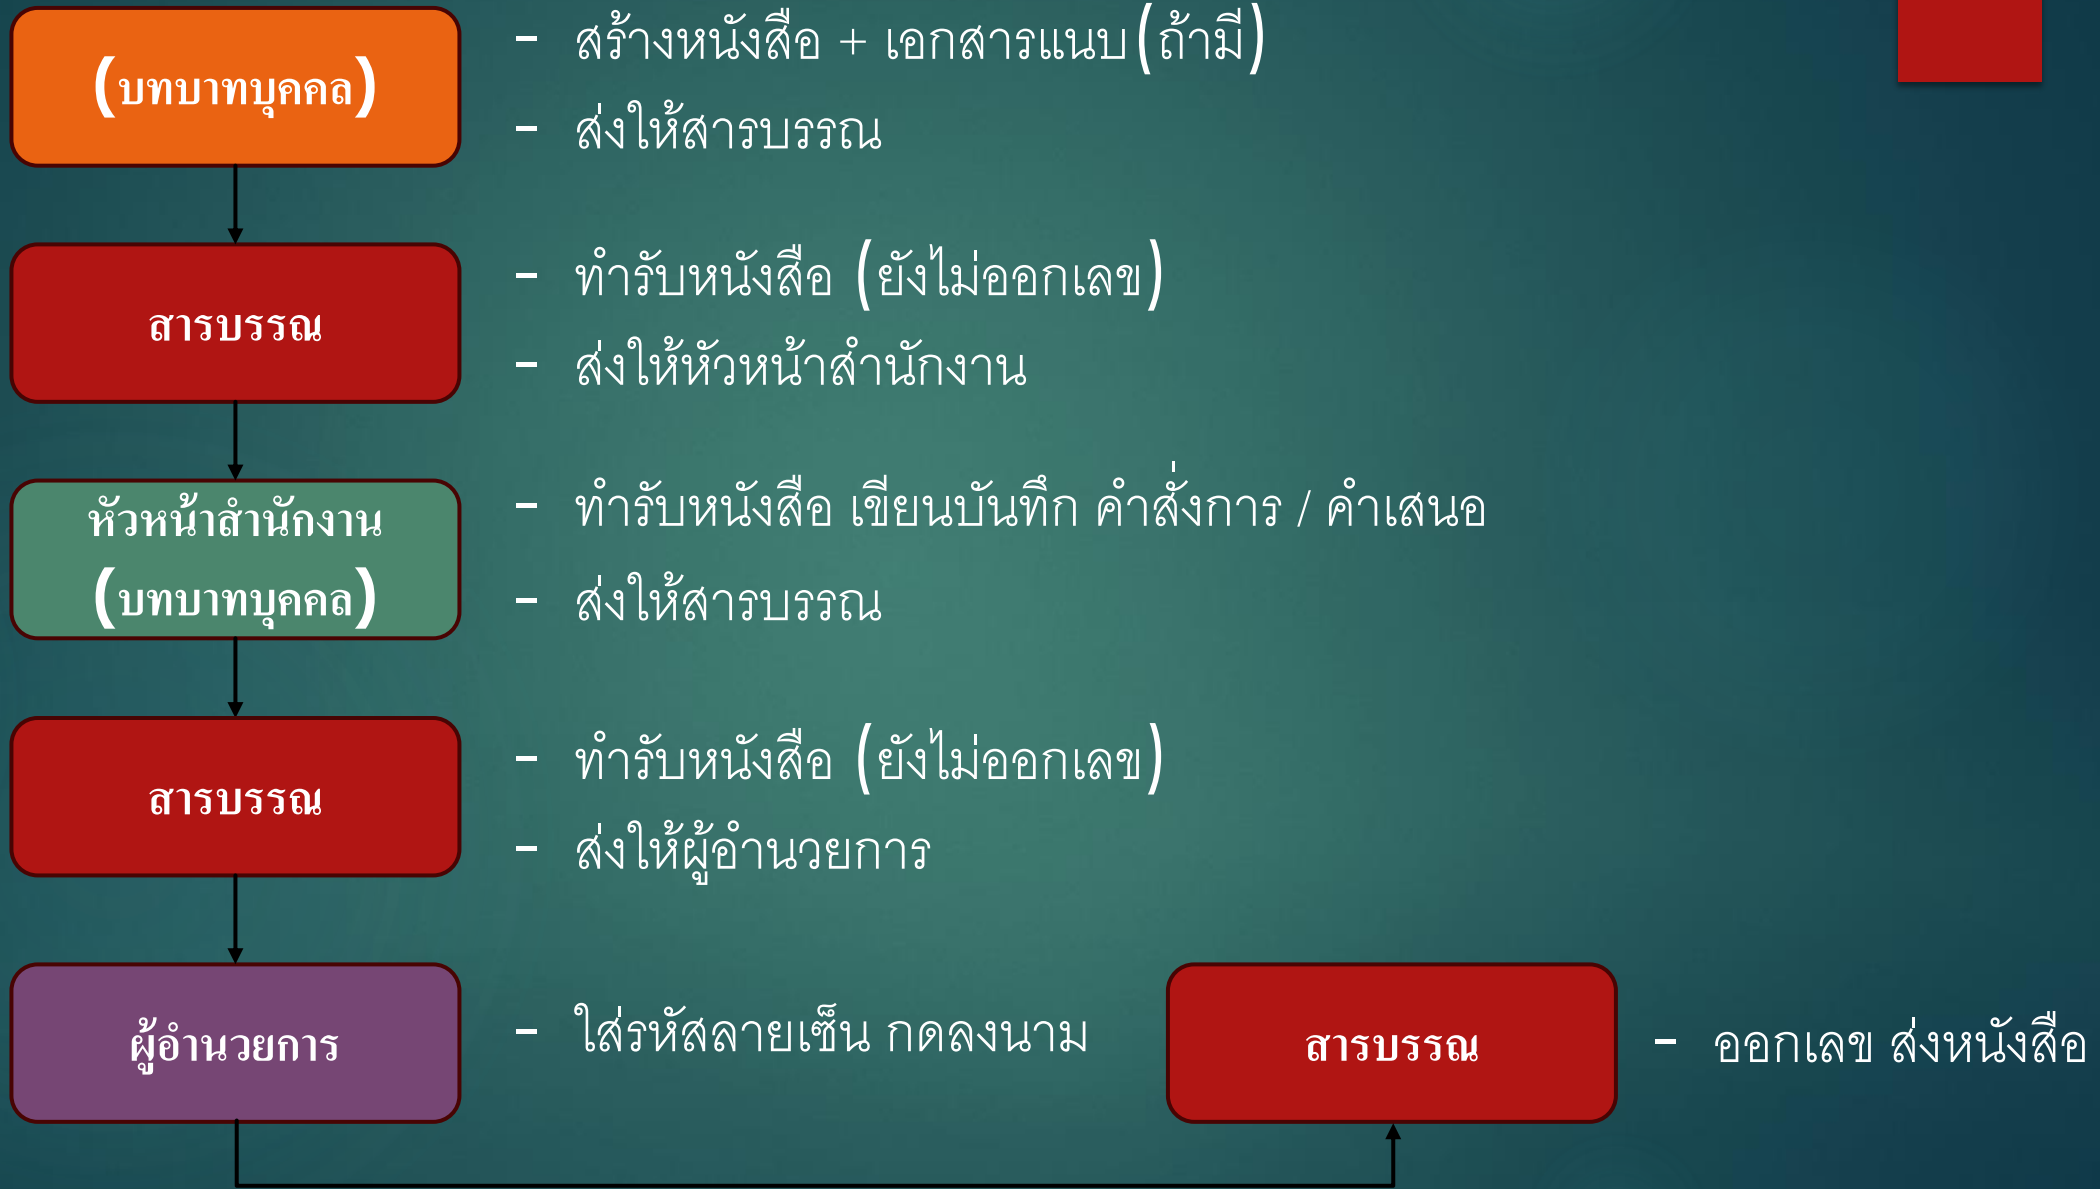 (บทบาทบุคคล)
- สร้างหนังสือ + เอกสารแนบ(ถ้ามี)
- ส่งให้สารบรรณ
สารบรรณ
- ทำรับหนังสือ (ยังไม่ออกเลข)
- ส่งให้หัวหน้าสำนักงาน
หัวหน้าสำนักงาน
(บทบาทบุคคล)
- ทำรับหนังสือ เขียนบันทึก คำสั่งการ / คำเสนอ
- ส่งให้สารบรรณ
สารบรรณ
- ทำรับหนังสือ (ยังไม่ออกเลข)
- ส่งให้ผู้อำนวยการ
ผู้อำนวยการ
- ใส่รหัสลายเซ็น กดลงนาม
สารบรรณ
- ออกเลข ส่งหนังสือ